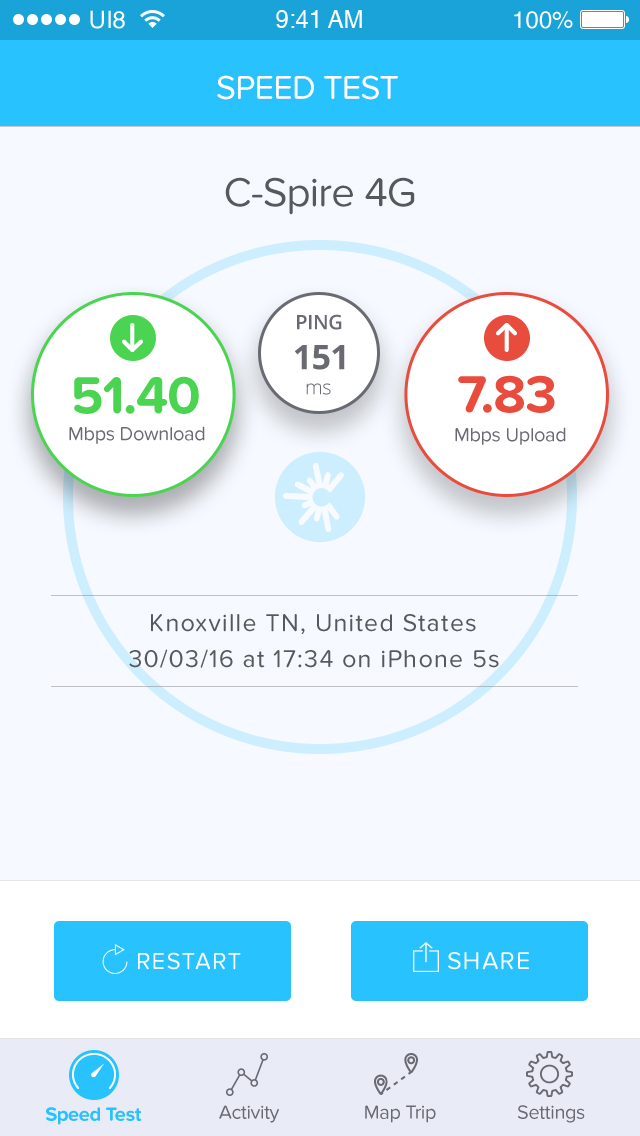 UI8 9:41 AM 100%
SPEED TEST
C-Spire 4G
51.40
Mbps Download
PING
151
ms
7.83
Mbps Upload
Knoxville TN, United States
30/03/16 at 17:34 on iPhone 5s
RESTART
SHARE
Speed Test
Activity
Map Trip
Settings